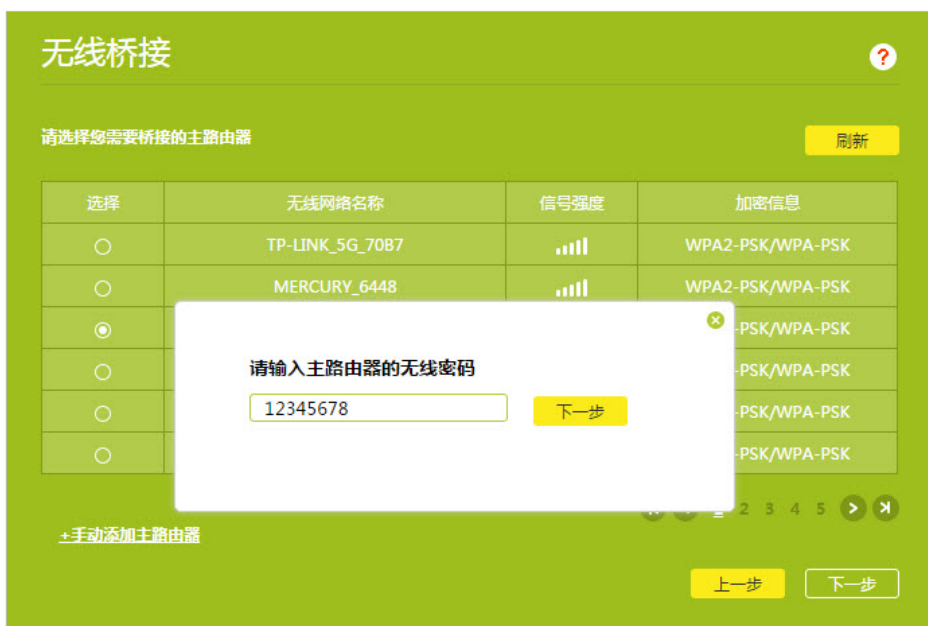 无线桥接
?
请选择您需要桥接的主路由器
刷新
选择 无线网络名称 信号强度 加密信息
TP-LINK_5G_70B7 WPA2-PSK/WPA-PSK
MERCURY_6448 WPA2-PSK/WPA-PSK
-PSK/WPA-PSK
请输入主路由器的无线密码
-PSK/WPA-PSK
12345678 下一步
-PSK/WPA-PSK
-PSK/WPA-PSK
2 3 4 5
+手动添加主路由器
上一步 下一步